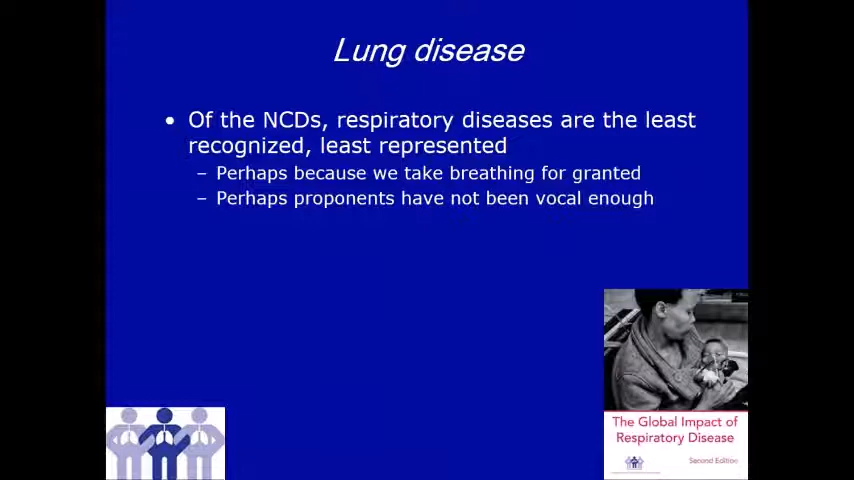 Lung disease
• Of the NCDs, respiratory diseases are the least
recognized, least represented
– Perhaps because we take breathing for granted
– Perhaps proponents have not been vocal enough
The Global Impact of
Respiratory Disease
Second Edition